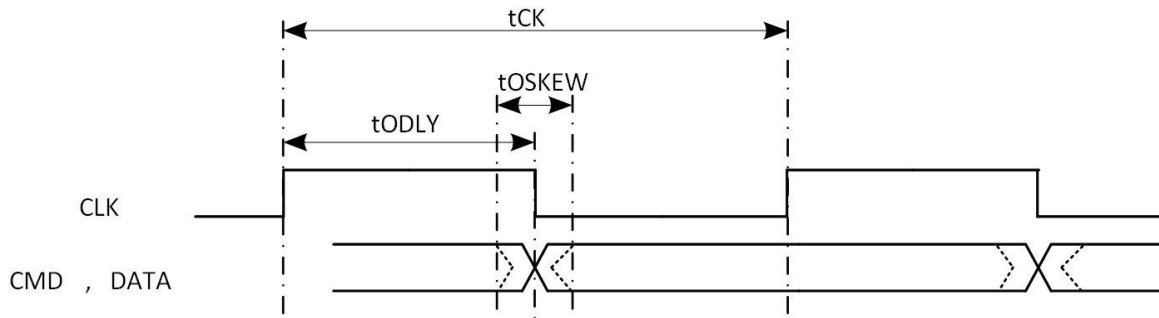 tCK
tOSKEW
tODLY
CLK
CMD , DATA